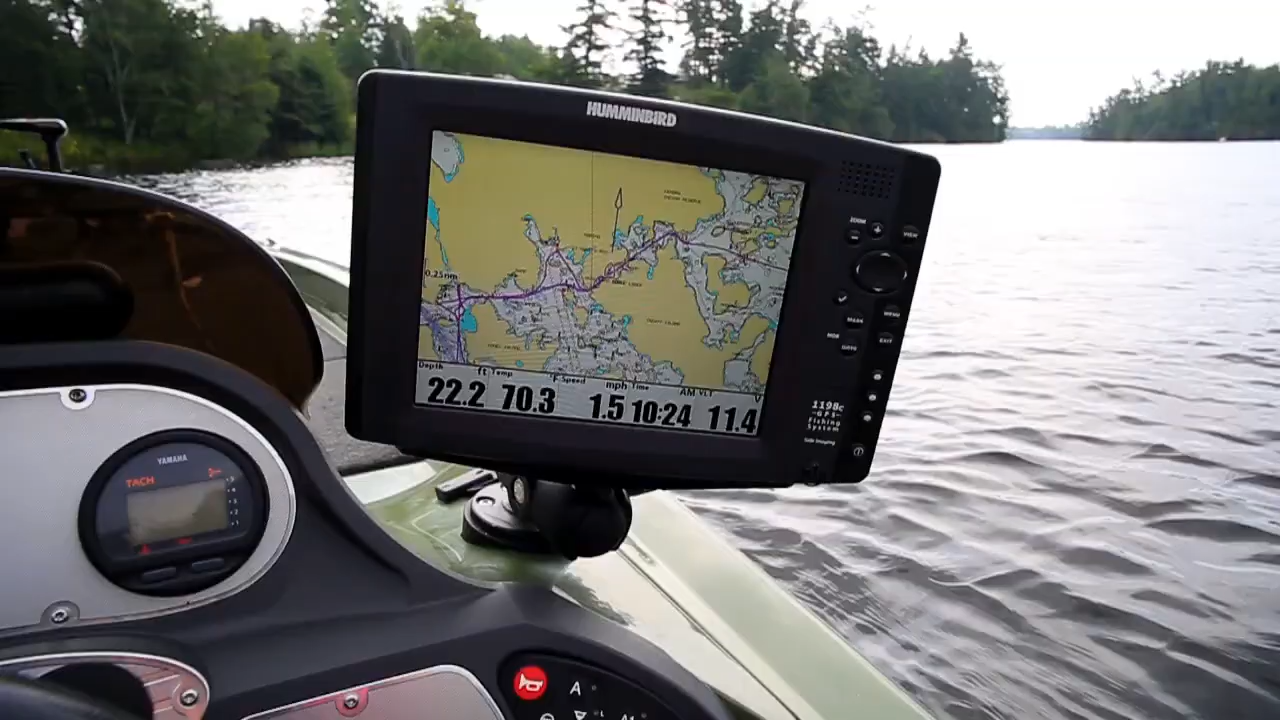 HUMMINBIRD
ZOOM
+
-
VIEW
0.25nm
MARK
MENU
EXIT
GOTO
Depth ft Temp °F Speed mph Time AM VLT V
22.2 70.3 1.5 10:24 11.4
1198c
GPS
Fishing
System
Side Imaging
YAMAHA
TACH
A